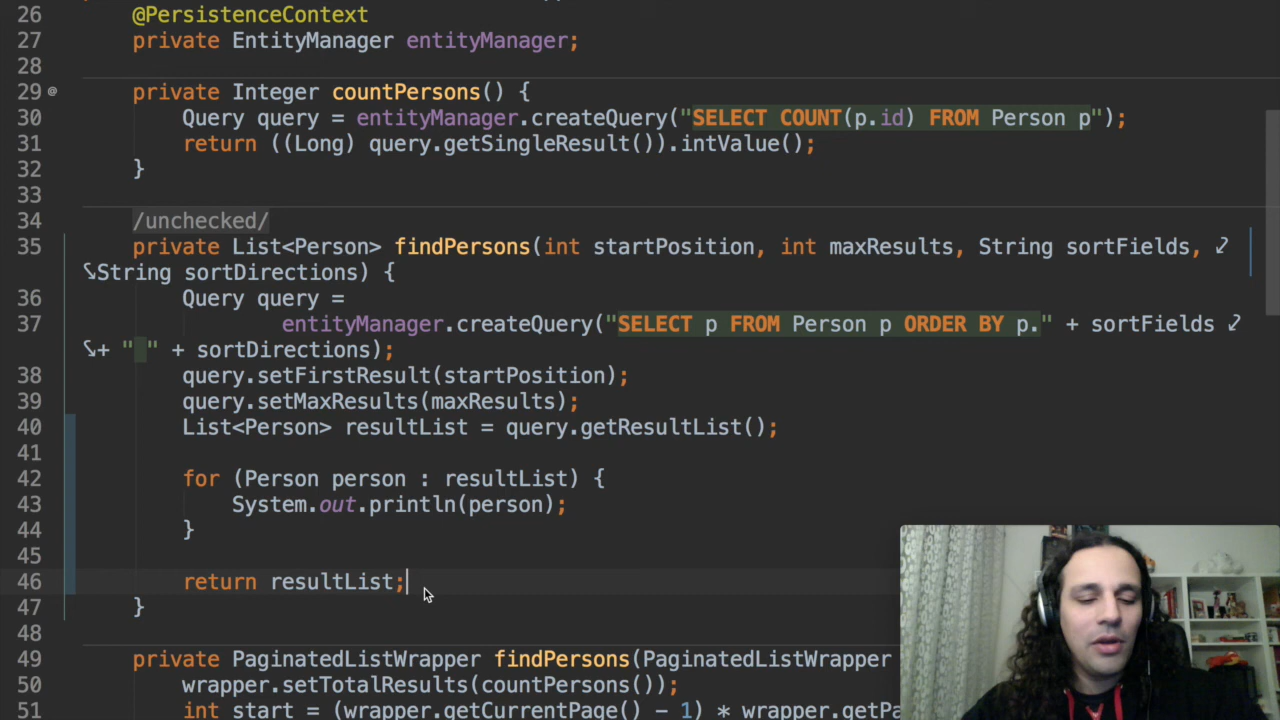 26 @PersistenceContext
27 private EntityManager entityManager;
28
29 @ private Integer countPersons() {
30 Query query = entityManager.createQuery("SELECT COUNT(p.id) FROM Person p");
31 return ((Long) query.getSingleResult()).intValue();
32 }
33
34 /unchecked/
35 private List<Person> findPersons(int startPosition, int maxResults, String sortFields,
String sortDirections) {
36 Query query =
37 entityManager.createQuery("SELECT p FROM Person p ORDER BY p." + sortFields
+ " " + sortDirections);
38 query.setFirstResult(startPosition);
39 query.setMaxResults(maxResults);
40 List<Person> resultList = query.getResultList();
41
42 for (Person person : resultList) {
43 System.out.println(person);
44 }
45
46 return resultList;
47 }
48
49 private PaginatedListWrapper findPersons(PaginatedListWrapper
50 wrapper.setTotalResults(countPersons());
51 int start = (wrapper.getCurrentPage() - 1) * wrapper.getPa